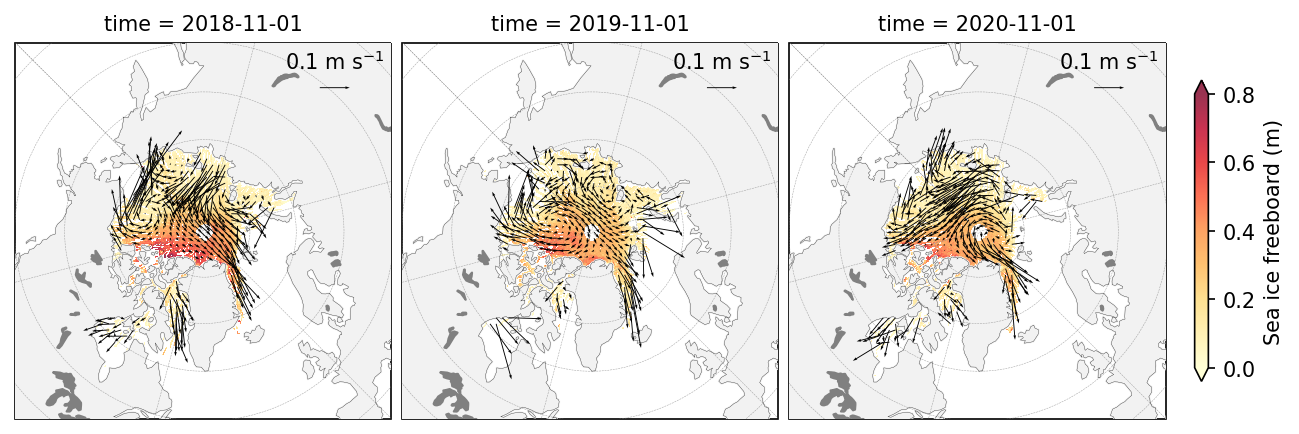 time = 2018-11-01
time = 2019-11-01
time = 2020-11-01
0.1 m s⁻¹
0.1 m s⁻¹
0.1 m s⁻¹
0.8
0.6
0.4
0.2
0.0
Sea ice freeboard (m)